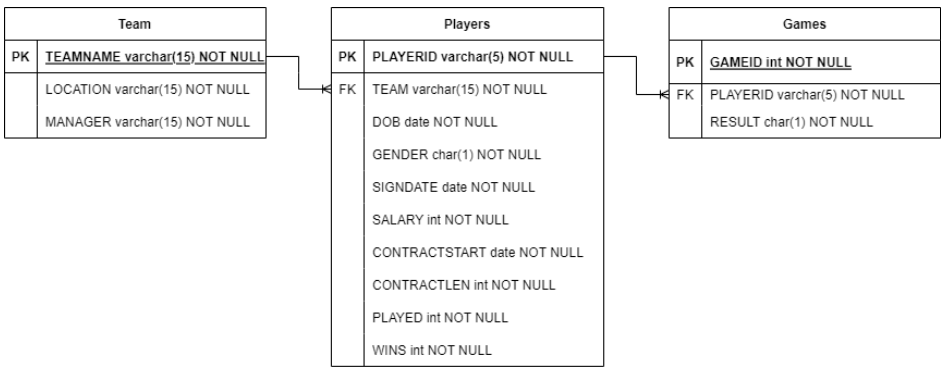 Team
PK TEAMNAME varchar(15) NOT NULL
LOCATION varchar(15) NOT NULL
MANAGER varchar(15) NOT NULL
Players
PK PLAYERID varchar(5) NOT NULL
FK TEAM varchar(15) NOT NULL
DOB date NOT NULL
GENDER char(1) NOT NULL
SIGNDATE date NOT NULL
SALARY int NOT NULL
CONTRACTSTART date NOT NULL
CONTRACTLEN int NOT NULL
PLAYED int NOT NULL
WINS int NOT NULL
Games
PK GAMEID int NOT NULL
FK PLAYERID varchar(5) NOT NULL
RESULT char(1) NOT NULL